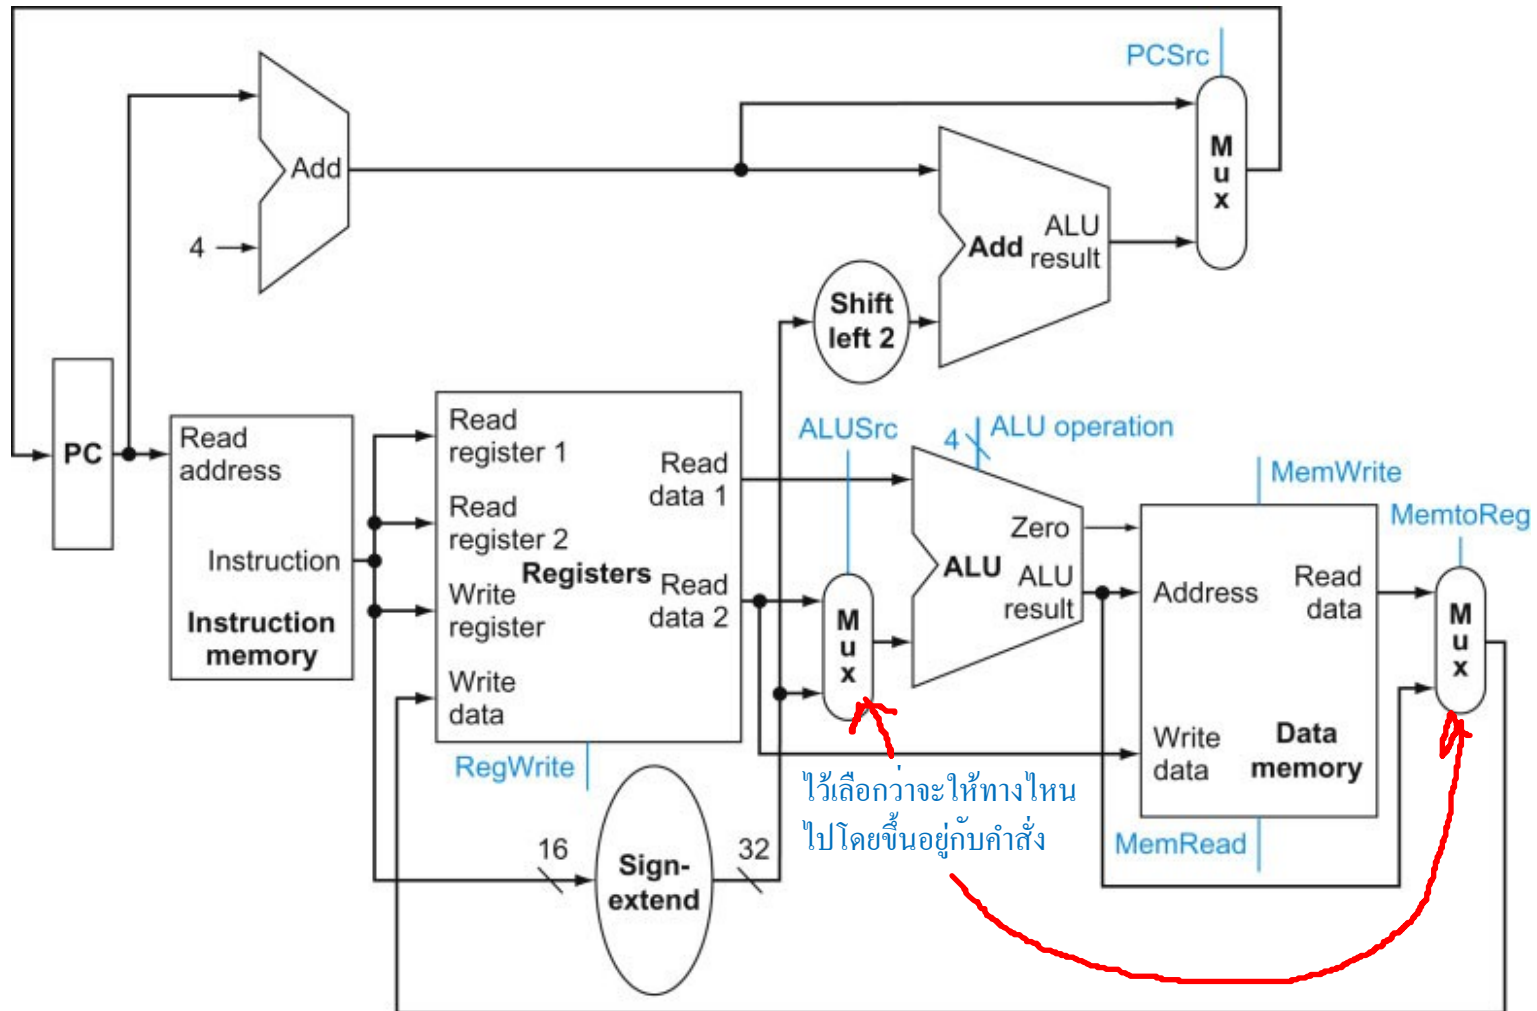 PCSrc
M
u
x
Add
ALU
Add result
4
Shift
left 2
PC
Read
address
Instruction
Instruction
memory
Read
register 1
Read
register 2
Registers
Write
register
Write
data
Read
data 1
Read
data 2
RegWrite
16
Sign-
extend
32
ALUSrc
M
u
x
4
ALU operation
Zero
ALU
ALU
result
MemWrite
Address
Read
data
Write
data
Data
memory
MemRead
MemtoReg
M
u
x
ไว้เลือกว่าจะให้ทางไหน
ไปโดยขึ้นอยู่กับคำสั่ง